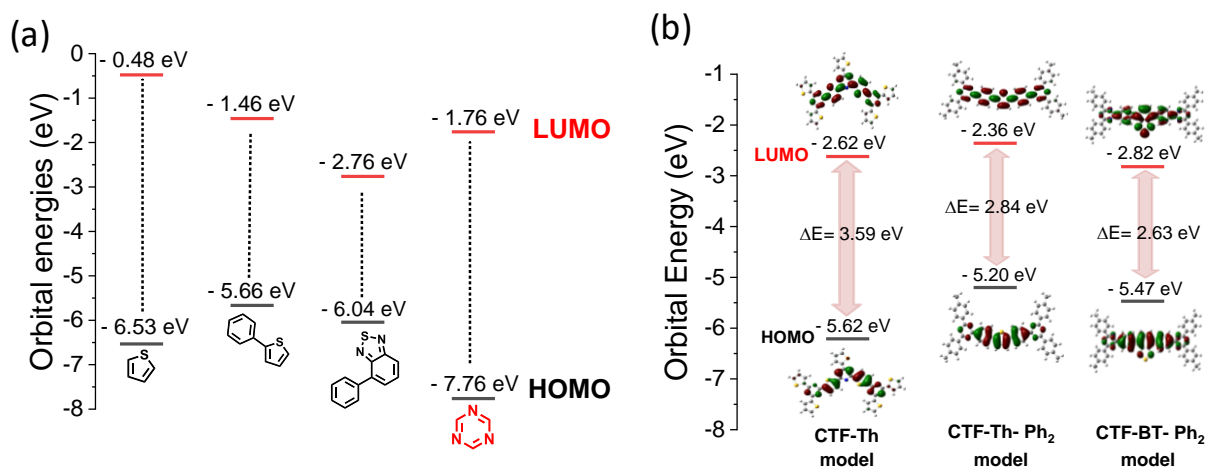 (a)
Orbital energies (eV)
0
-1
-2
-3
-4
-5
-6
-7
-8
- 0.48 eV
- 6.53 eV
S
- 1.46 eV
- 5.66 eV
S
- 2.76 eV
- 6.04 eV
N S N
- 1.76 eV
LUMO
- 7.76 eV
HOMO
N
N N
(b)
Orbital Energy (eV)
-1
-2
-3
-4
-5
-6
-7
-8
LUMO
HOMO
- 2.62 eV
ΔE= 3.59 eV
- 5.62 eV
CTF-Th
model
- 2.36 eV
ΔE= 2.84 eV
- 5.20 eV
CTF-Th- Ph₂
model
- 2.82 eV
ΔE= 2.63 eV
- 5.47 eV
CTF-BT- Ph₂
model